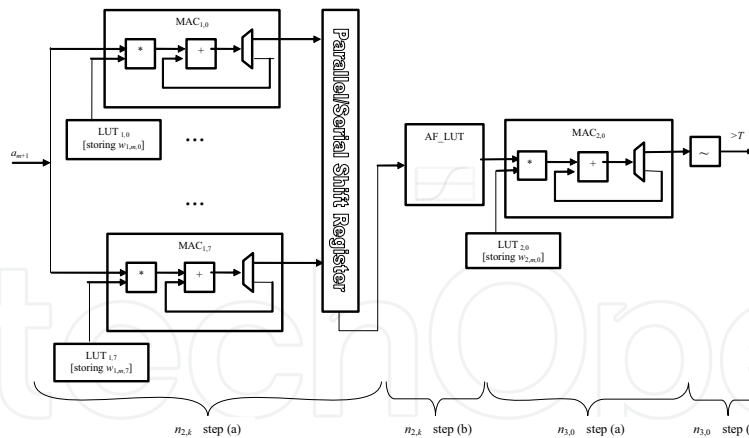 MAC1,0
*
+
LUT 1,0
[storing w1,m,0]
...
am+1
...
MAC1,7
*
+
LUT 1,7
[storing w1,m,7]
Parallel/Serial Shift Register
AF_LUT
MAC2,0
*
+
LUT2,0
[storing w2,m,0]
~
>T
n2,k step (a)
n2,k step (b)
n3,0 step (a)
n3,0 step (
techOpe